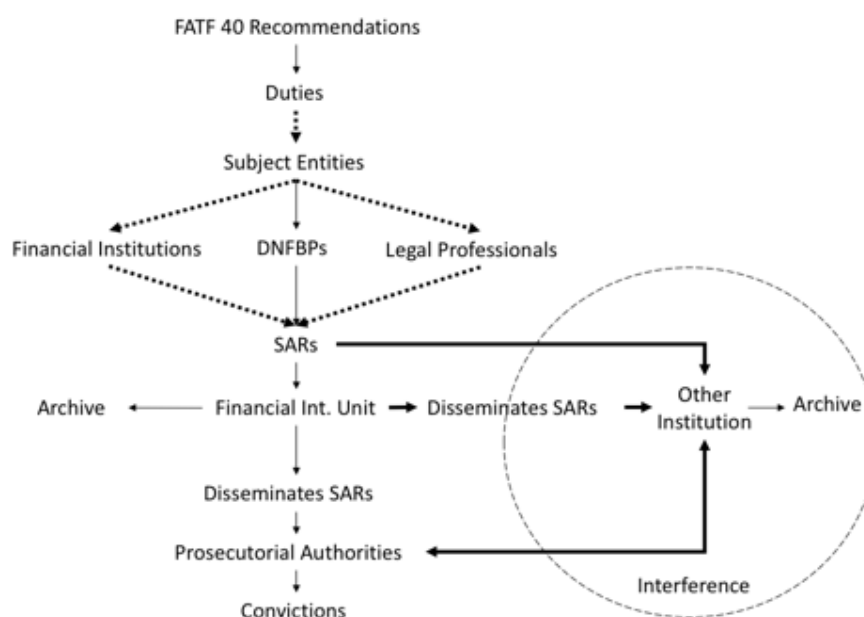 FATF 40 Recommendations
Duties
Subject Entities
Financial Institutions
DNFBPs
Legal Professionals
SARs
Archive
Financial Int. Unit
Disseminates SARs
Other
Institution
Archive
Disseminates SARs
Prosecutorial Authorities
Interference
Convictions